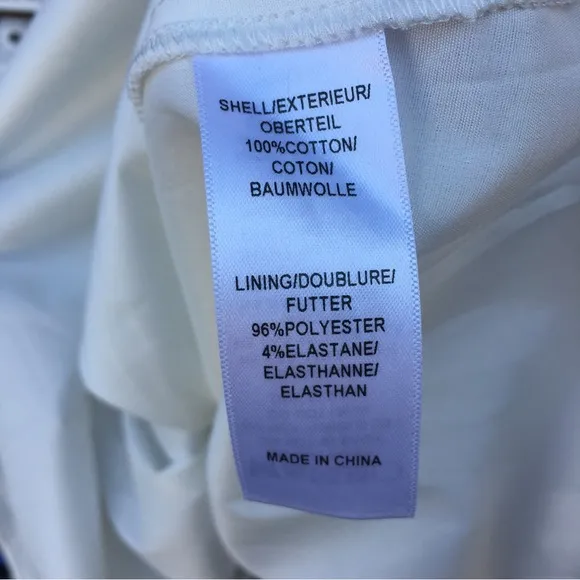 SHELL/EXTERIEUR/
OBERTEIL
100%COTTON/
COTON/
BAUMWOLLE
LINING/DOUBLURE/
FUTTER
96%POLYESTER
4%ELASTANE/
ELASTHANNE/
ELASTHAN
MADE IN CHINA